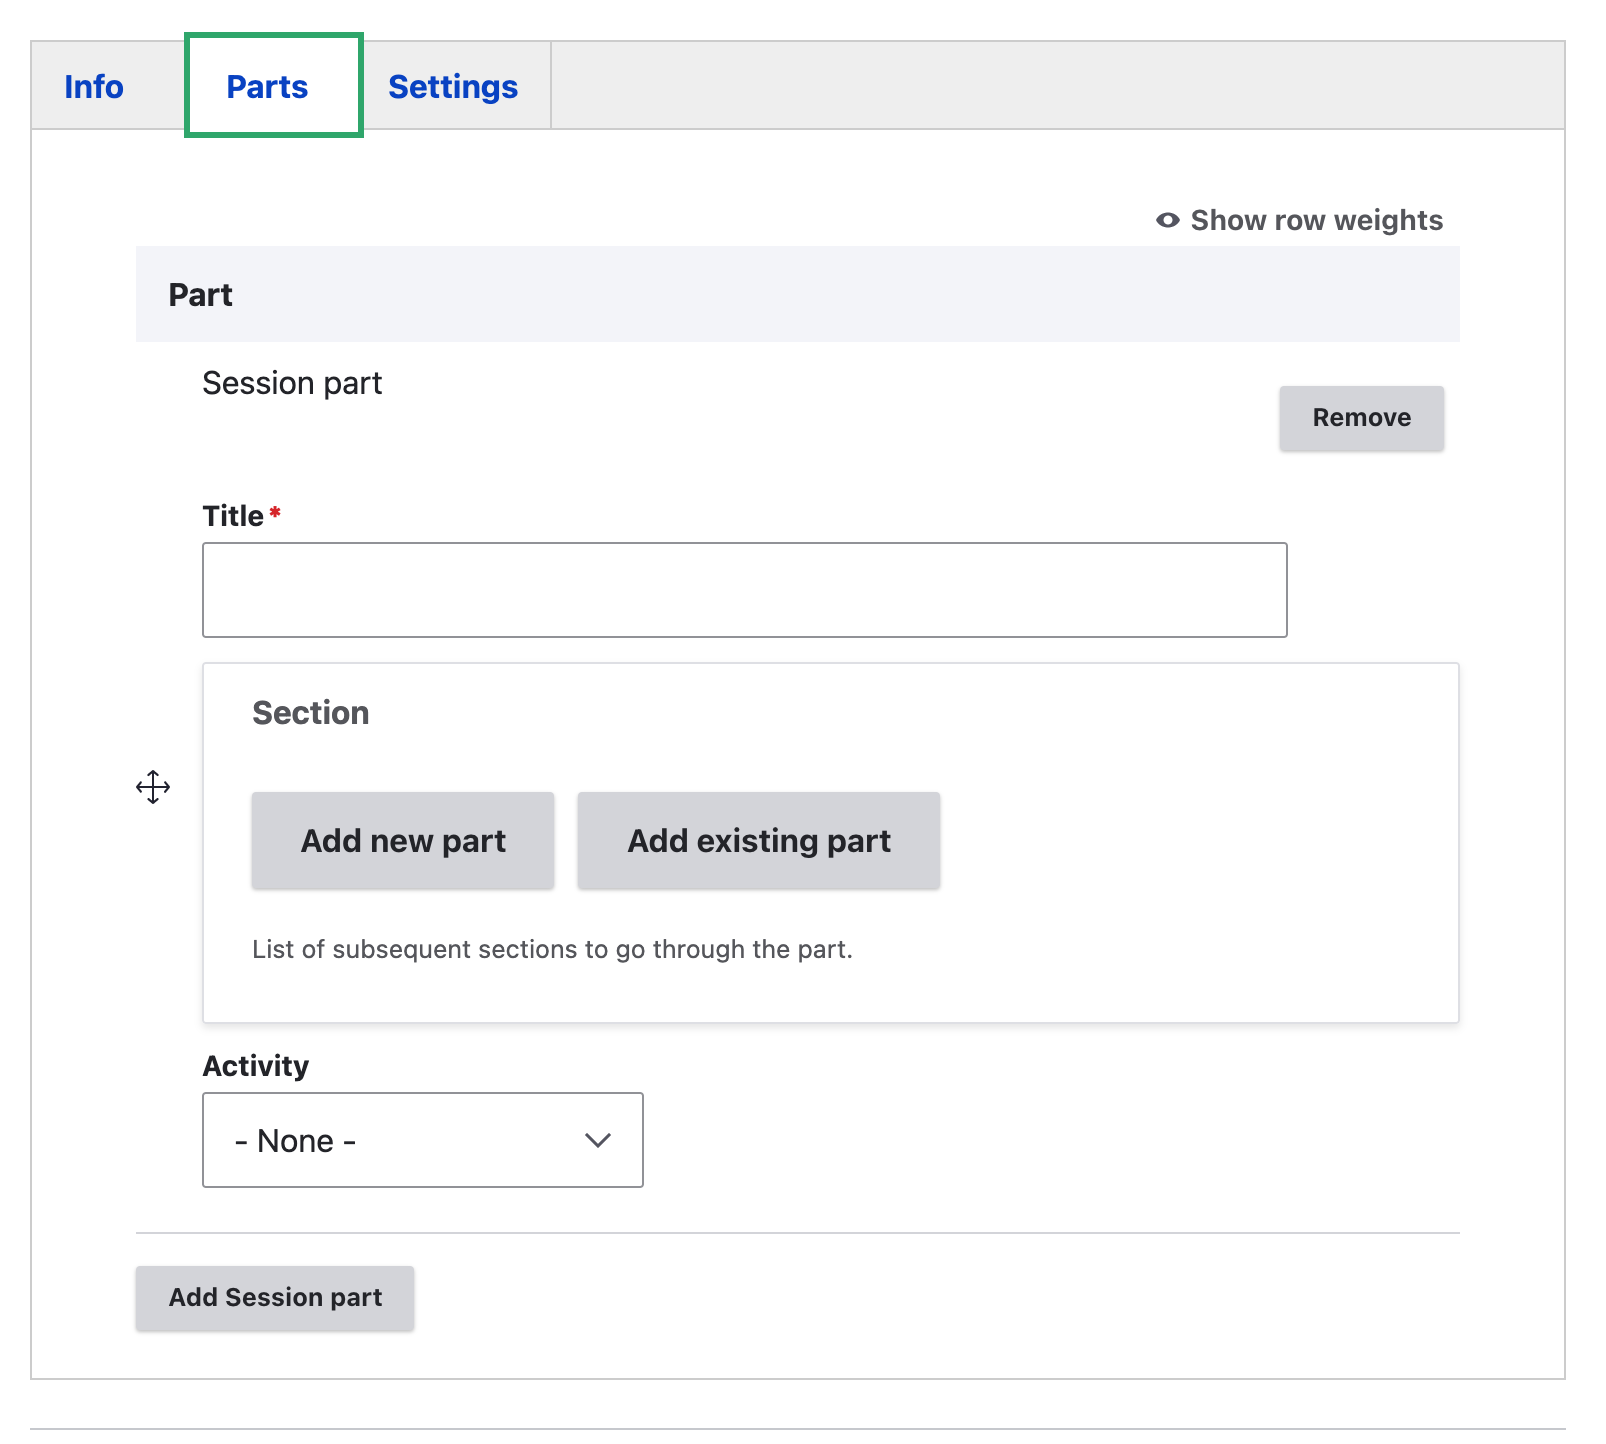 Info Parts Settings
Show row weights
Part
Session part
Remove
Title *
Section
Add new part Add existing part
List of subsequent sections to go through the part.
Activity
- None -
Add Session part